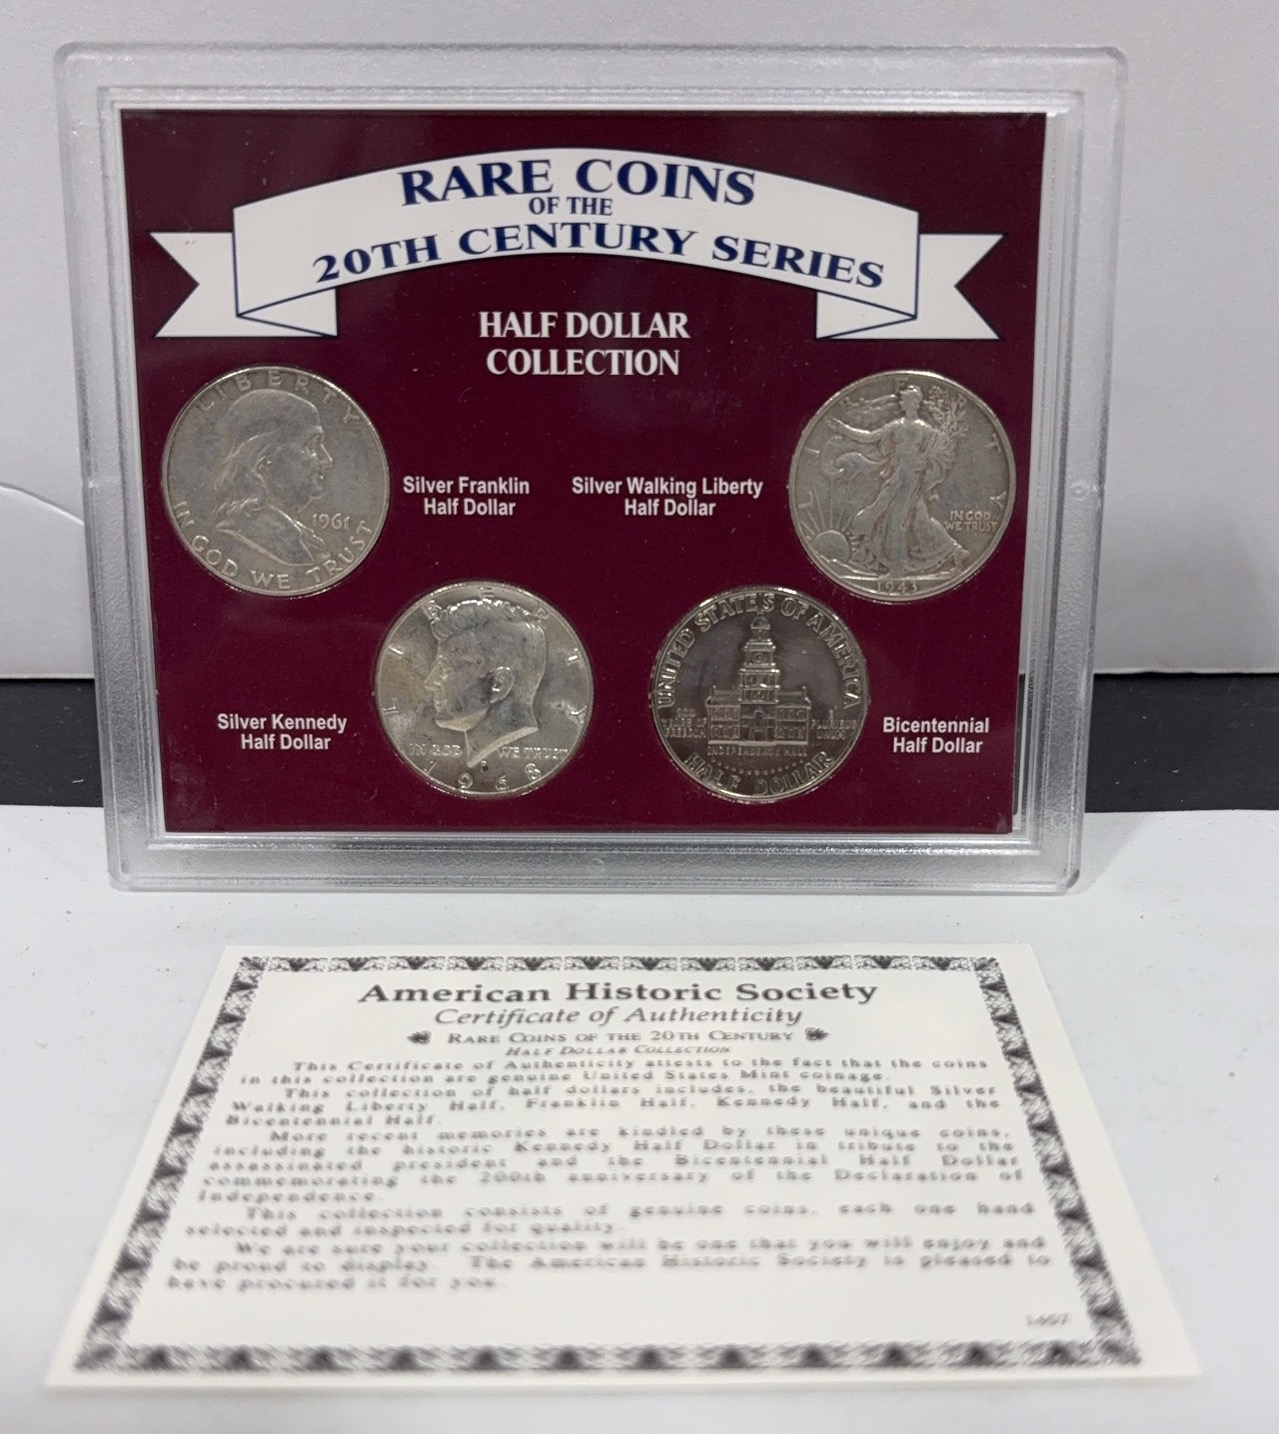 RARE COINS
OF THE
20TH CENTURY SERIES
HALF DOLLAR
COLLECTION
LIBERTY
1961
IN GOD WE TRUST
Silver Franklin
Half Dollar
Silver Walking Liberty
Half Dollar
LIBERTY
IN GOD
WE TRUST
1943
Silver Kennedy
Half Dollar
LIBERTY
IN GOD WE TRUST
D
1968
UNITED STATES OF AMERICA
200
YEARS OF
FREEDOM
E
PLURIBUS
UNUM
INDEPENDENCE HALL
HALF DOLLAR
Bicentennial
Half Dollar
American Historic Society
Certificate of Authenticity
RARE COINS OF THE 20TH CENTURY
HALF DOLLAR COLLECTION
This Certificate of Authenticity attests to the fact that the coins
in this collection are genuine United States Mint coinage.
This collection of half dollars includes, the beautiful Silver
Walking Liberty Half, Franklin Half, Kennedy Half, and the
Bicentennial Half.
More recent memories are kindled by these unique coins,
including the historic Kennedy Half Dollar in tribute to the
assassinated president and the Bicentennial Half Dollar
commemorating the 200th anniversary of the Declaration of
Independence.
This collection consists of genuine coins, each one hand
selected and inspected for quality.
We are sure your collection will be one that you will enjoy and
be proud to display. The American Historic Society is pleased to
have procured it for you.